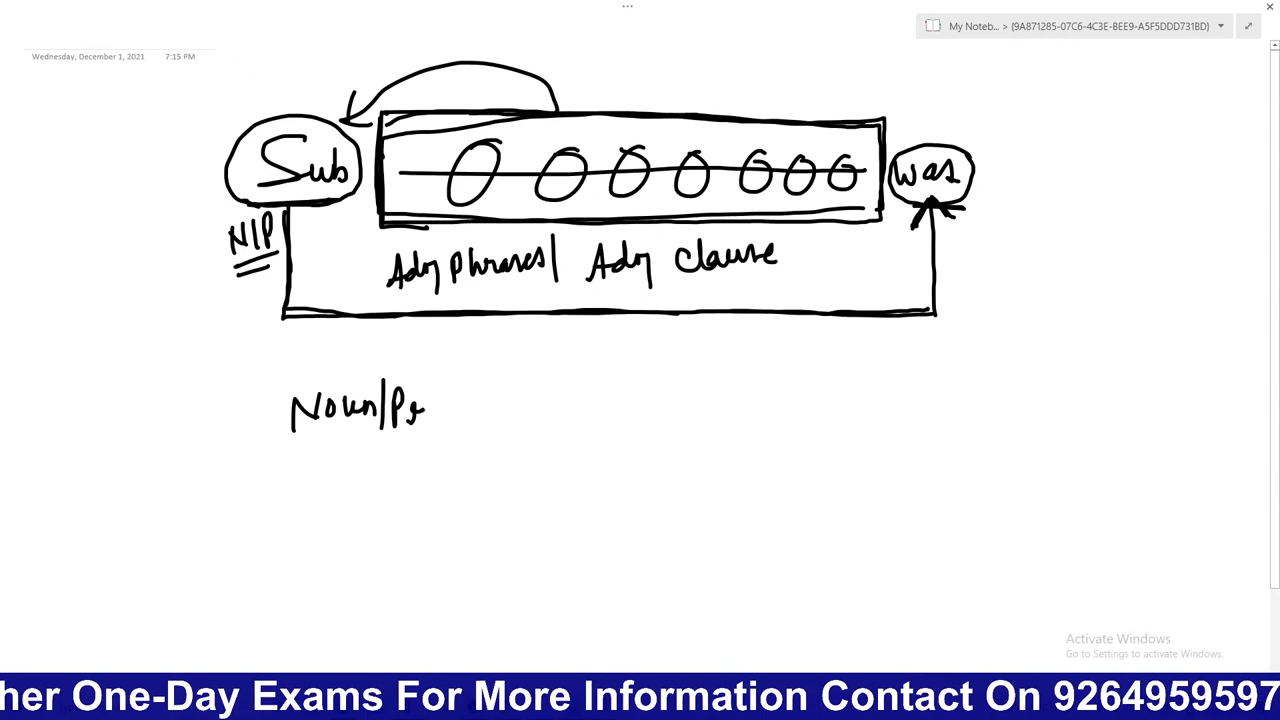 My Noteb... > {9A871285-07C6-4C3E-BEE9-A5F5DDD731BD}
Wednesday, December 1, 2021 7:15 PM
Sub was
N/P
Adj Phrases/ Adj Clause
Noun/Pr
Activate Windows
Go to Settings to activate Windows.
her One-Day Exams For More Information Contact On 9264959597